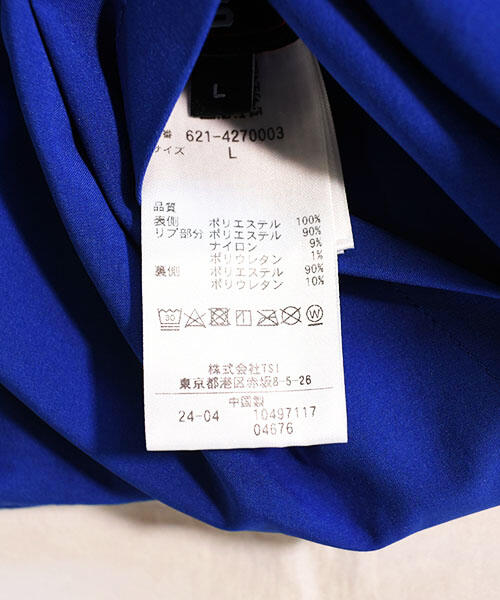 L
番 621-4270003
サイズ L
品質
表側 ポリエステル 100%
リブ部分 ポリエステル 90%
ナイロン 9%
ポリウレタン 1%
裏側 ポリエステル 90%
ポリウレタン 10%
30 W
株式会社TSI
東京都港区赤坂8-5-26
中国製
24-04 10497117
04676